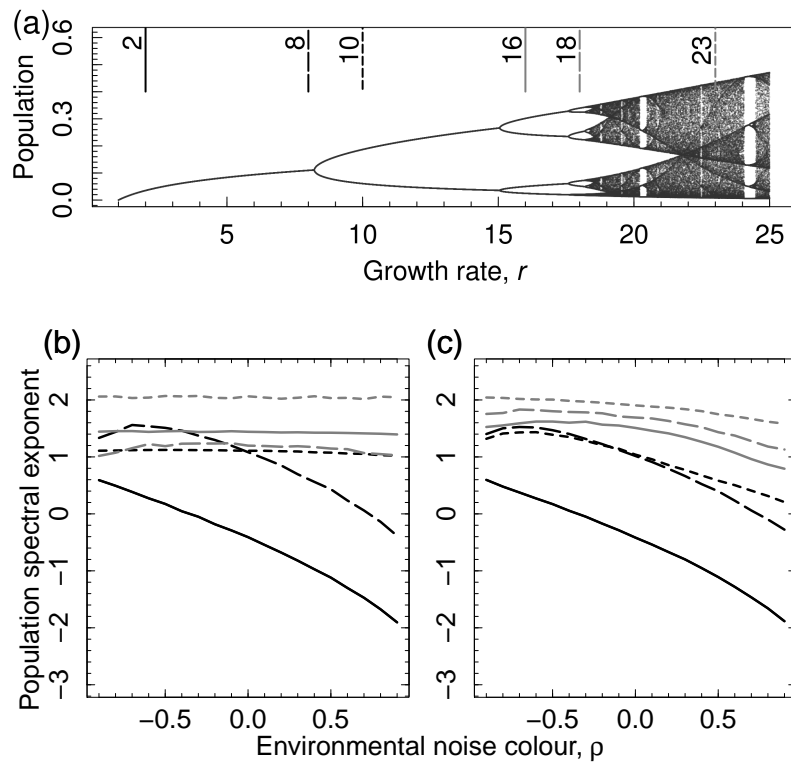 (a)
Population
0.0 0.3 0.6
2 8 10 16 18 23
5 10 15 20 25
Growth rate, r
(b) (c)
Population spectral exponent
−3 −2 −1 0 1 2
−3 −2 −1 0 1 2
−0.5 0.0 0.5
−0.5 0.0 0.5
Environmental noise colour, ρ